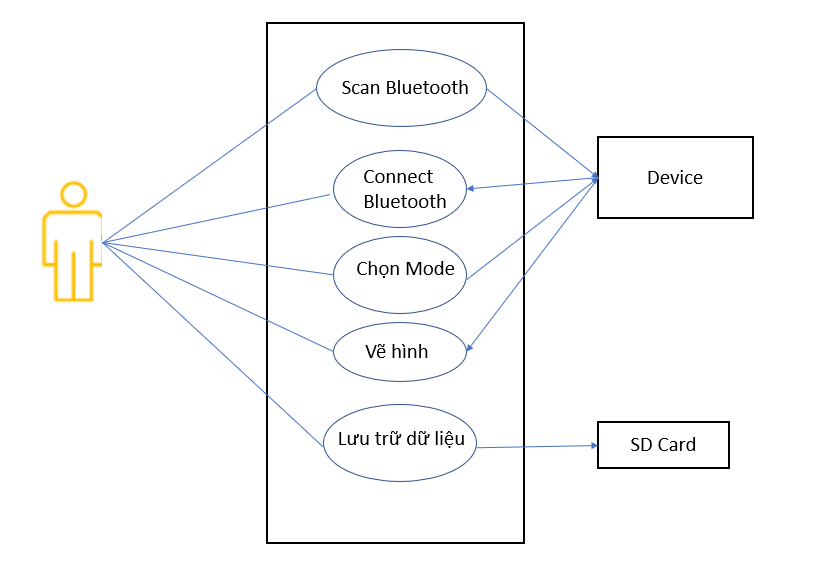 Scan Bluetooth
Connect
Bluetooth
Device
Chọn Mode
Vẽ hình
Lưu trữ dữ liệu
SD Card